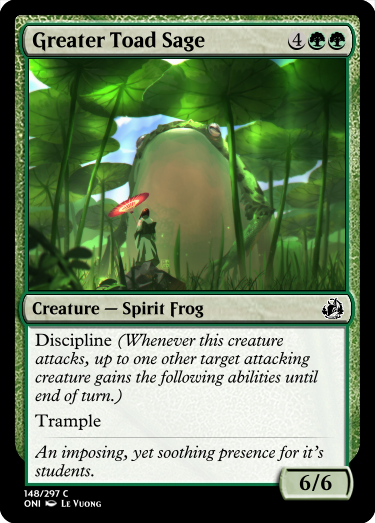 Greater Toad Sage 4
Creature — Spirit Frog
Discipline (Whenever this creature
attacks, up to one other target attacking
creature gains the following abilities until
end of turn.)
Trample
An imposing, yet soothing presence for it's
students.
6/6
148/297 C
ONI Le Vuong